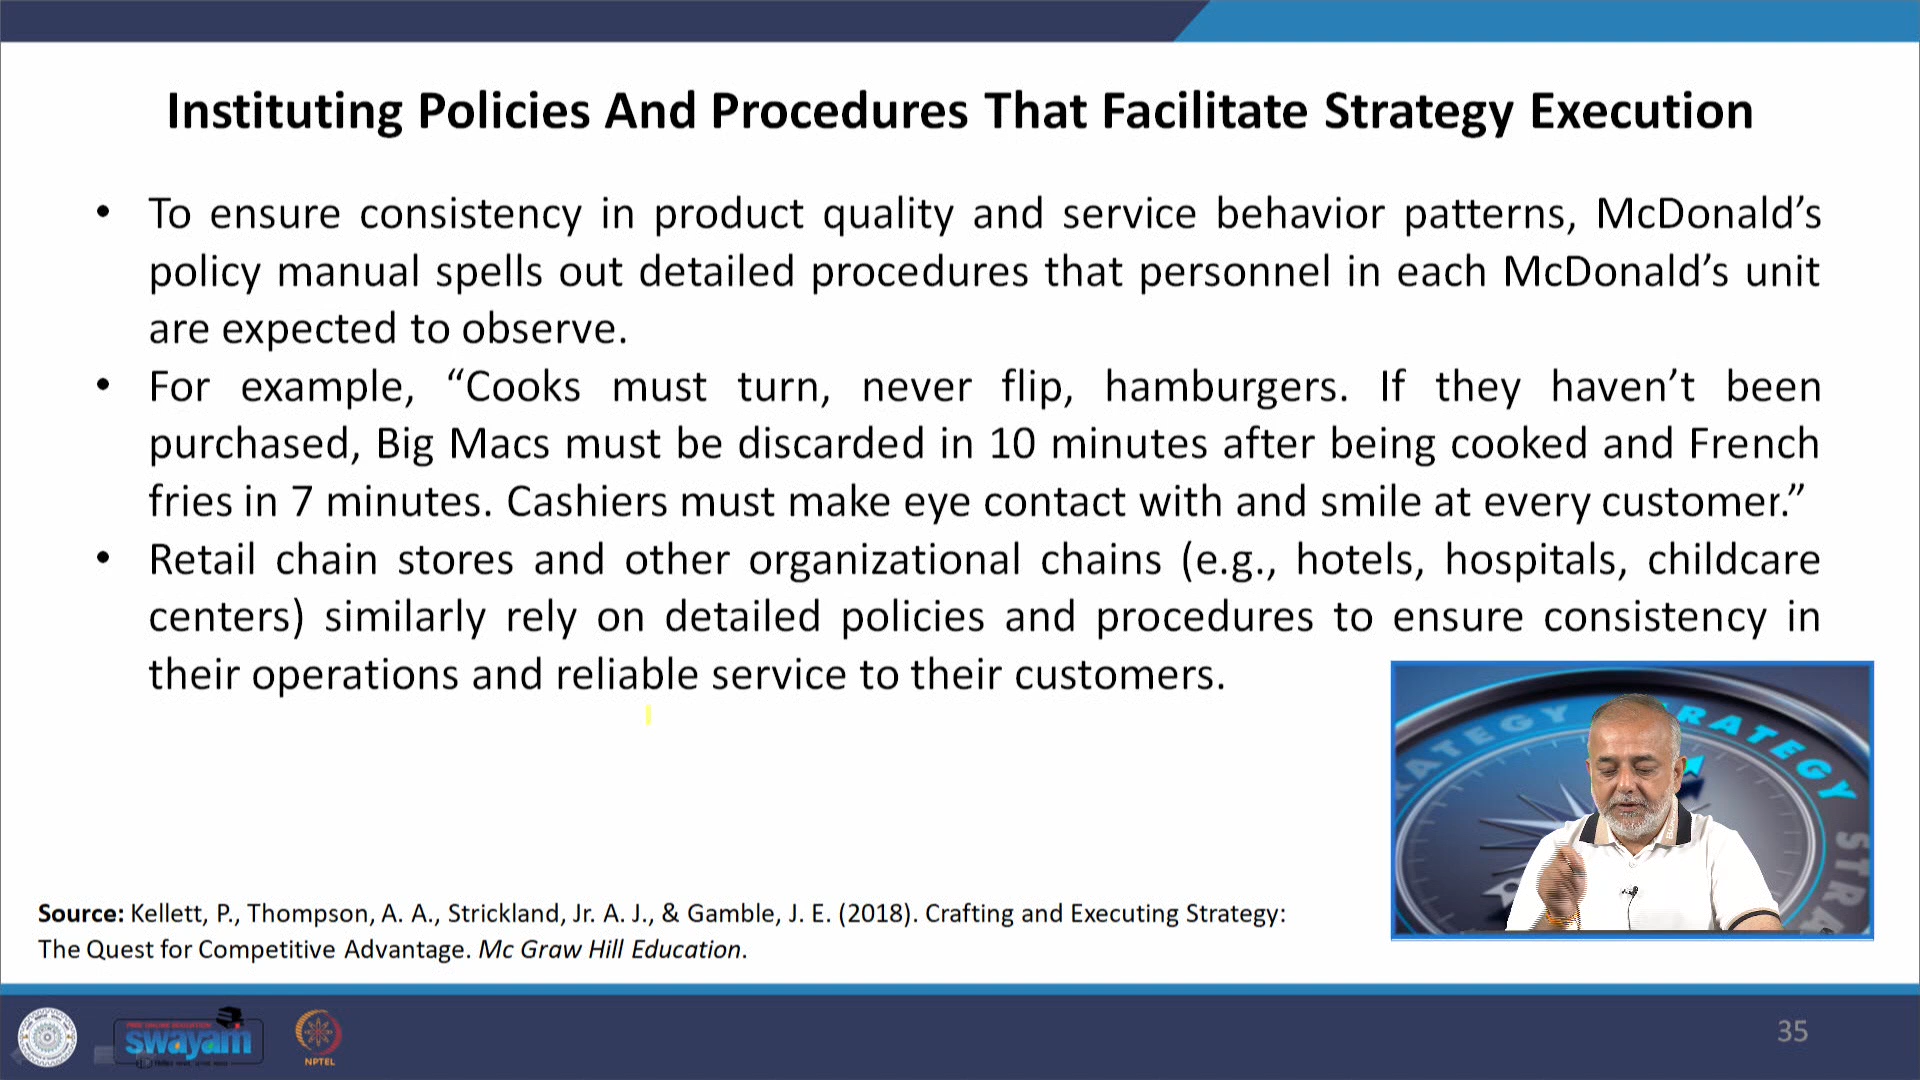 Instituting Policies And Procedures That Facilitate Strategy Execution
• To ensure consistency in product quality and service behavior patterns, McDonald’s
policy manual spells out detailed procedures that personnel in each McDonald’s unit
are expected to observe.
• For example, “Cooks must turn, never flip, hamburgers. If they haven’t been
purchased, Big Macs must be discarded in 10 minutes after being cooked and French
fries in 7 minutes. Cashiers must make eye contact with and smile at every customer.”
• Retail chain stores and other organizational chains (e.g., hotels, hospitals, childcare
centers) similarly rely on detailed policies and procedures to ensure consistency in
their operations and reliable service to their customers.
STRATEGY
Source: Kellett, P., Thompson, A. A., Strickland, Jr. A. J., & Gamble, J. E. (2018). Crafting and Executing Strategy:
The Quest for Competitive Advantage. Mc Graw Hill Education.
FREE ONLINE EDUCATION
swayam
NPTEL
35